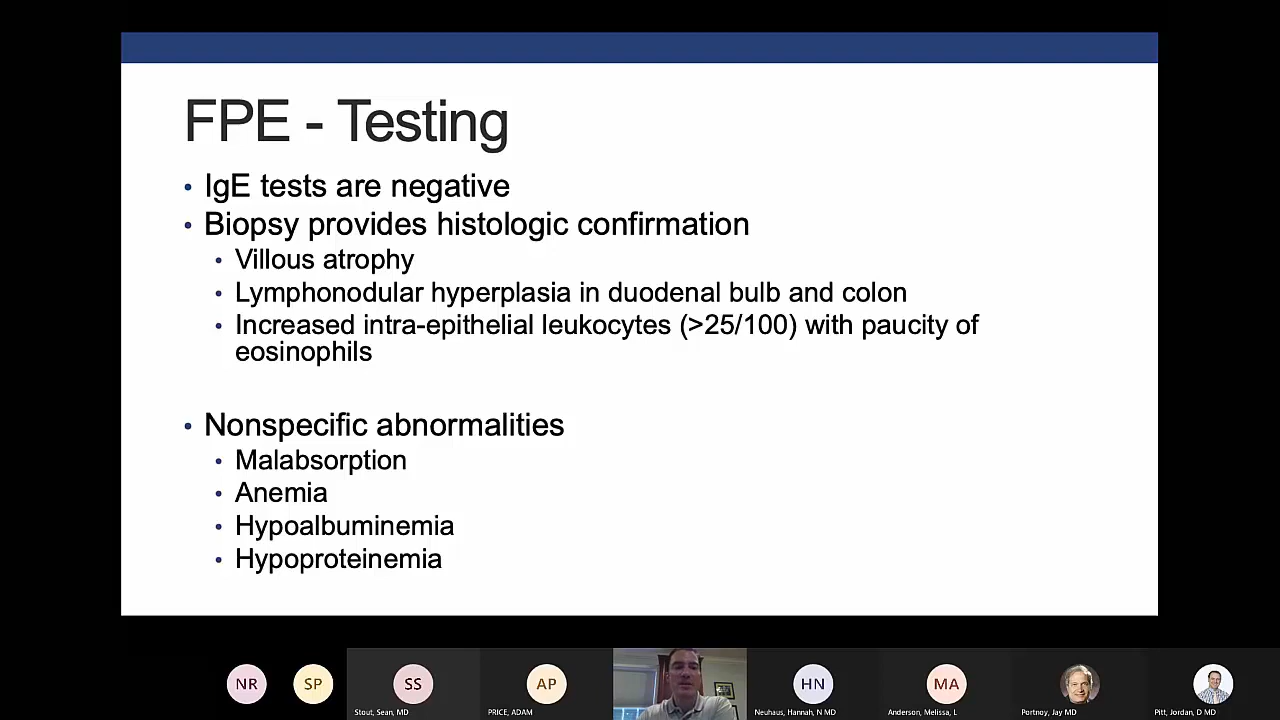 FPE - Testing
• IgE tests are negative
• Biopsy provides histologic confirmation
• Villous atrophy
• Lymphonodular hyperplasia in duodenal bulb and colon
• Increased intra-epithelial leukocytes (>25/100) with paucity of
eosinophils
• Nonspecific abnormalities
• Malabsorption
• Anemia
• Hypoalbuminemia
• Hypoproteinemia
NR
SP
SS
AP
HN
MA
Stout, Sean, MD
PRICE, ADAM
Neuhaus, Hannah, N MD
Anderson, Melissa, L
Portnoy, Jay MD
Pitt, Jordan, D MD